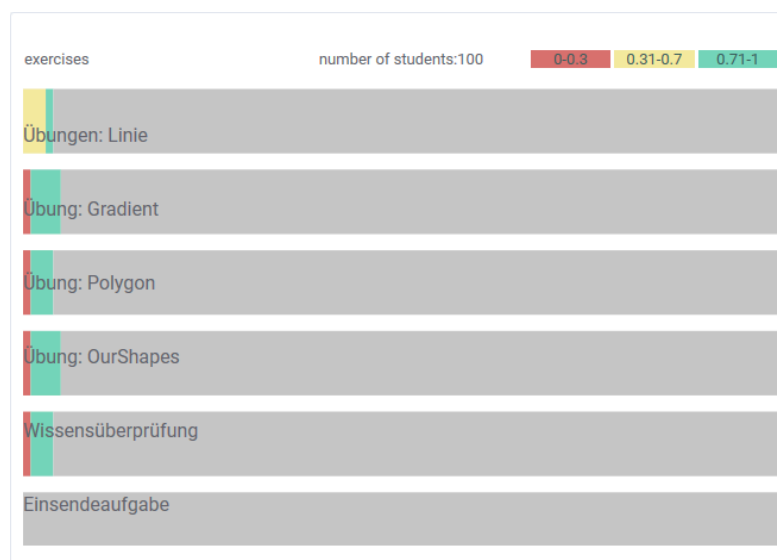 exercises number of students:100 0-0.3 0.31-0.7 0.71-1
Übungen: Linie
Übung: Gradient
Übung: Polygon
Übung: OurShapes
Wissensüberprüfung
Einsendeaufgabe